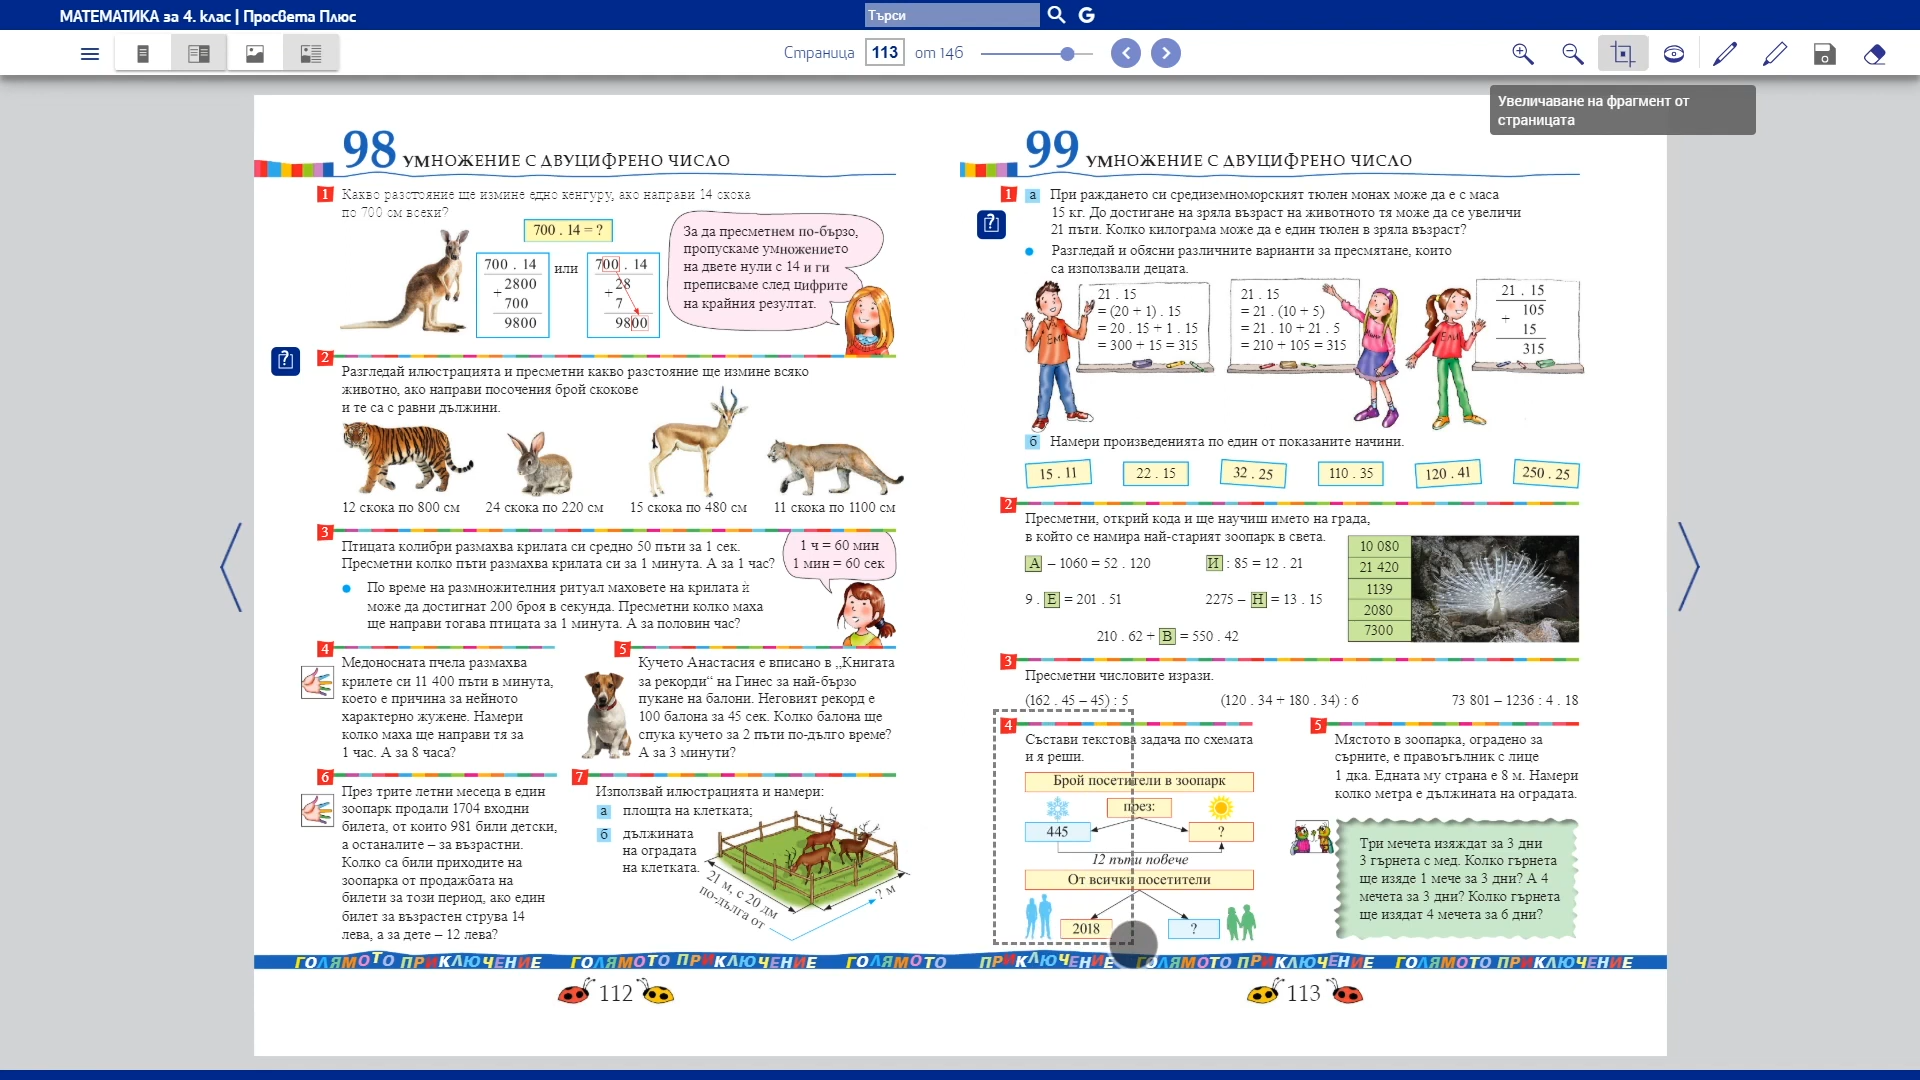 МАТЕМАТИКА за 4. клас | Просвета Плюс
Търси
Страница 113 от 146
Увеличаване на фрагмент от
страницата
98 УМНОЖЕНИЕ С ДВУЦИФРЕНО ЧИСЛО
1 Какво разстояние ще измине едно кенгуру, ако направи 14 скока
по 700 см всеки?
700 . 14 = ?
700 . 14
+ 2800
700
9800
или
700 . 14
+ 28
7
9800
За да пресметнем по-бързо,
пропускаме умножението
на двете нули с 14 и ги
преписваме след цифрите
на крайния резултат.
2
Разгледай илюстрацията и пресметни какво разстояние ще измине всяко
животно, ако направи посочения брой скокове
и те са с равни дължини.
12 скока по 800 см 24 скока по 220 см 15 скока по 480 см 11 скока по 1100 см
3
Птицата колибри размахва крилата си средно 50 пъти за 1 сек.
Пресметни колко пъти размахва крилата си за 1 минута. А за 1 час?
1 ч = 60 мин
1 мин = 60 сек
По време на размножителния ритуал маховете на крилата ѝ
може да достигнат 200 броя в секунда. Пресметни колко маха
ще направи тогава птицата за 1 минута. А за половин час?
4
Медоносната пчела размахва
крилете си 11 400 пъти в минута,
което е причина за нейното
характерно жужене. Намери
колко маха ще направи тя за
1 час. А за 8 часа?
5
Кучето Анастасия е вписано в „Книгата
за рекорди“ на Гинес за най-бързо
пукане на балони. Неговият рекорд е
100 балона за 45 сек. Колко балона ще
спука кучето за 2 пъти по-дълго време?
А за 3 минути?
6
През трите летни месеца в един
зоопарк продали 1704 входни
билета, от които 981 били детски,
а останалите – за възрастни.
Колко са били приходите на
зоопарка от продажбата на
билети за този период, ако един
билет за възрастен струва 14
лева, а за дете – 12 лева?
7
Използвай илюстрацията и намери:
а площта на клетката;
б дължината
на оградата
на клетката.
21 м, с 20 дм
по-дълга от
? м
99 УМНОЖЕНИЕ С ДВУЦИФРЕНО ЧИСЛО
1 а При раждането си средиземноморският тюлен монах може да е с маса
15 кг. До достигане на зряла възраст на животното тя може да се увеличи
21 пъти. Колко килограма може да е един тюлен в зряла възраст?
Разгледай и обясни различните варианти за пресмятане, които
са използвали децата.
ЕМО
21 . 15
= (20 + 1) . 15
= 20 . 15 + 1 . 15
= 300 + 15 = 315
21 . 15
= 21 . (10 + 5)
= 21 . 10 + 21 . 5
= 210 + 105 = 315
ЕЛИ
21 . 15
+ 105
15
315
б Намери произведенията по един от показаните начини.
15 . 11 22 . 15 32 . 25 110 . 35 120 . 41 250 . 25
2
Пресметни, открий кода и ще научиш името на града,
в който се намира най-старият зоопарк в света.
А – 1060 = 52 . 120 И : 85 = 12 . 21
9 . Е = 201 . 51 2275 – Н = 13 . 15
210 . 62 + В = 550 . 42
10 080
21 420
1139
2080
7300
3
Пресметни числовите изрази.
(162 . 45 – 45) : 5 (120 . 34 + 180 . 34) : 6 73 801 – 1236 : 4 . 18
4
Състави текстова задача по схемата
и я реши.
Брой посетители в зоопарк
през:
445 ?
12 пъти повече
От всички посетители
2018 ?
5
Мястото в зоопарка, оградено за
сърните, е правоъгълник с лице
1 дка. Едната му страна е 8 м. Намери
колко метра е дължината на оградата.
Три мечета изяждат за 3 дни
3 гърнета с мед. Колко гърнета
ще изяде 1 мече за 3 дни? А 4
мечета за 3 дни? Колко гърнета
ще изядат 4 мечета за 6 дни?
ГОЛЯМОТО ПРИКЛЮЧЕНИЕ ГОЛЯМОТО ПРИКЛЮЧЕНИЕ ГОЛЯМОТО ПРИКЛЮЧЕНИЕ ГОЛЯМОТО ПРИКЛЮЧЕНИЕ ГОЛЯМОТО ПРИКЛЮЧЕНИЕ
112 113